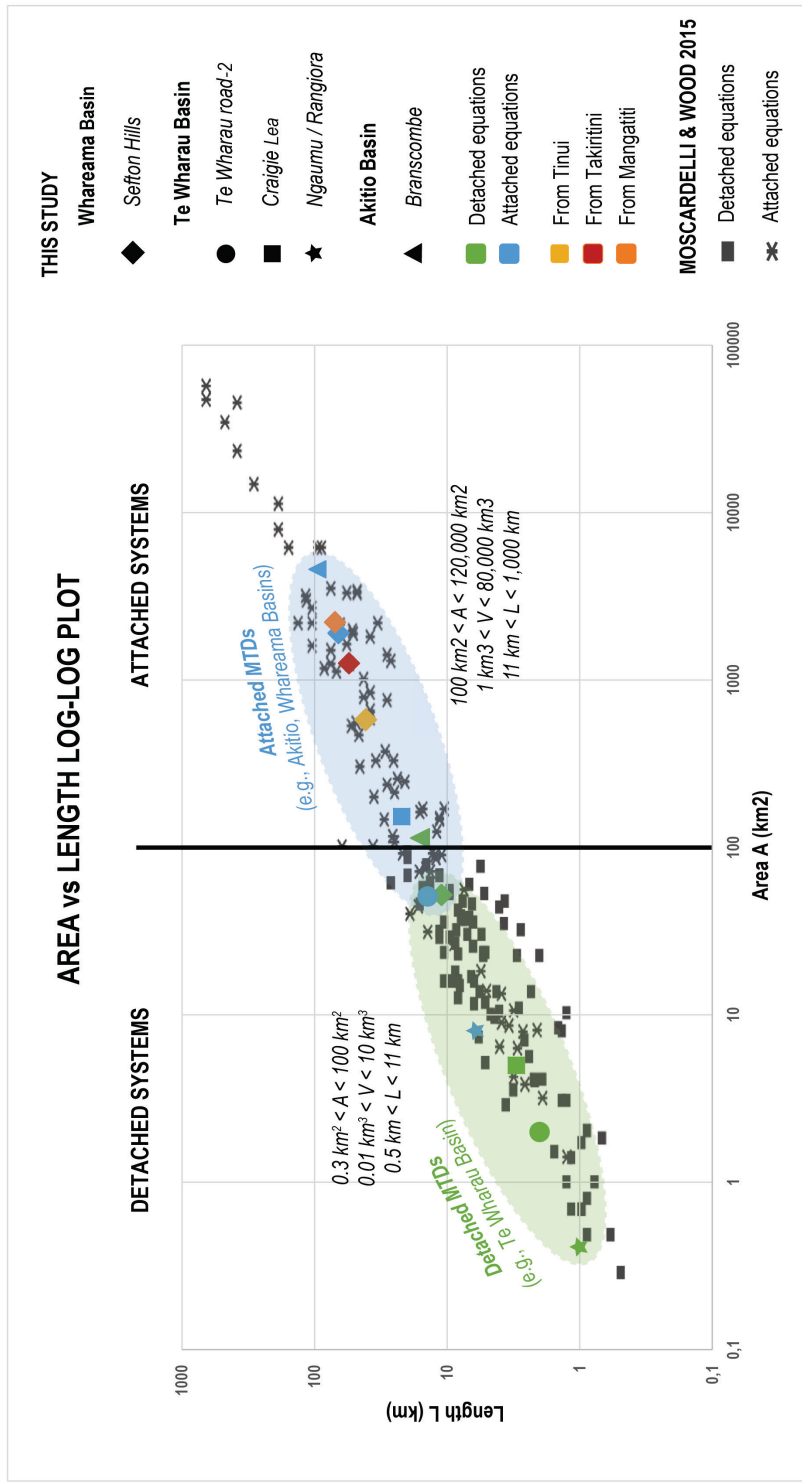 AREA vs LENGTH LOG-LOG PLOT
DETACHED SYSTEMS
ATTACHED SYSTEMS
0.3 km² < A < 100 km²
0.01 km³ < V < 10 km³
0.5 km < L < 11 km
Attached MTDs
(e.g., Akitio, Whareama Basins)
Detached MTDs
(e.g., Te Wharau Basin)
100 km2 < A < 120,000 km2
1 km3 < V < 80,000 km3
11 km < L < 1,000 km
Length L (km)
1000
100
10
1
0,1
0,1
1
10
100
1000
10000
100000
Area A (km2)
THIS STUDY
Whareama Basin
Sefton Hills
Te Wharau Basin
Te Wharau road-2
Craigie Lea
Ngaumu / Rangiora
Akitio Basin
Branscombe
Detached equations
Attached equations
From Tinui
From Takiritini
From Mangatiti
MOSCARDELLI & WOOD 2015
Detached equations
Attached equations